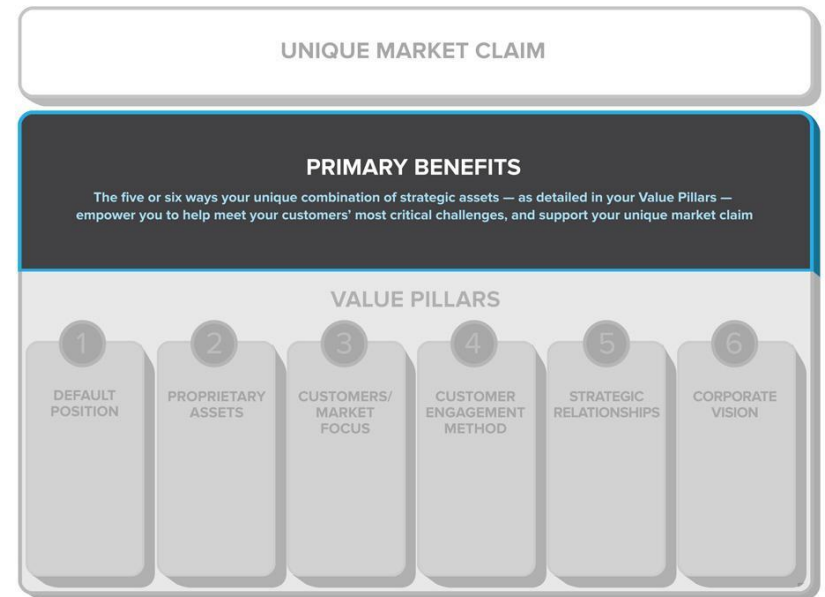 UNIQUE MARKET CLAIM
PRIMARY BENEFITS
The five or six ways your unique combination of strategic assets — as detailed in your Value Pillars —
empower you to help meet your customers’ most critical challenges, and support your unique market claim
VALUE PILLARS
1
DEFAULT
POSITION
2
PROPRIETARY
ASSETS
3
CUSTOMERS/
MARKET
FOCUS
4
CUSTOMER
ENGAGEMENT
METHOD
5
STRATEGIC
RELATIONSHIPS
6
CORPORATE
VISION